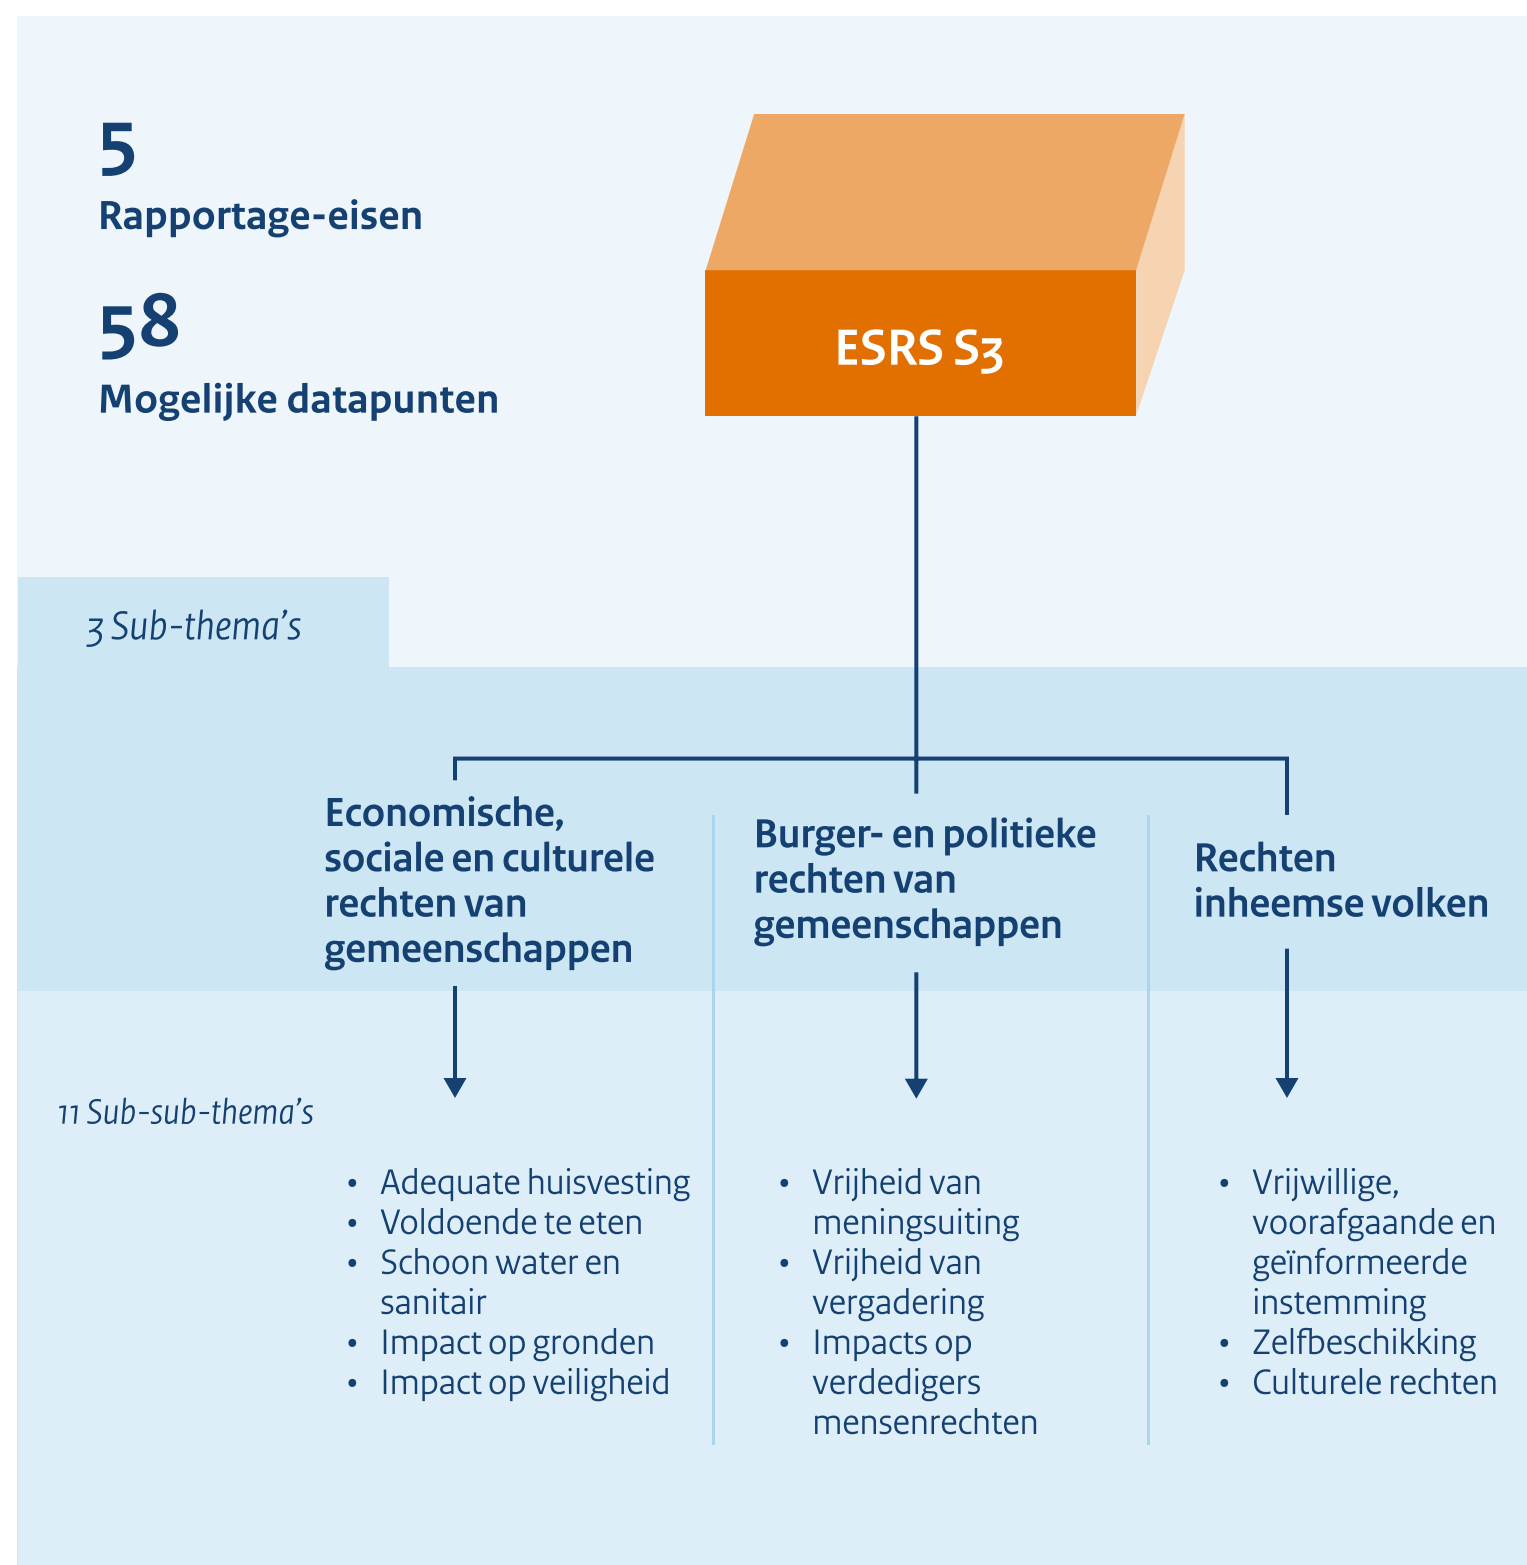 5
Rapportage-eisen
58
Mogelijke datapunten
ESRS S3
3 Sub-thema’s
Economische,
sociale en culturele
rechten van
gemeenschappen
Burger- en politieke
rechten van
gemeenschappen
Rechten
inheemse volken
11 Sub-sub-thema’s
• Adequate huisvesting
• Voldoende te eten
• Schoon water en
sanitair
• Impact op gronden
• Impact op veiligheid
• Vrijheid van
meningsuiting
• Vrijheid van
vergadering
• Impacts op
verdedigers
mensenrechten
• Vrijwillige,
voorafgaande en
geïnformeerde
instemming
• Zelfbeschikking
• Culturele rechten